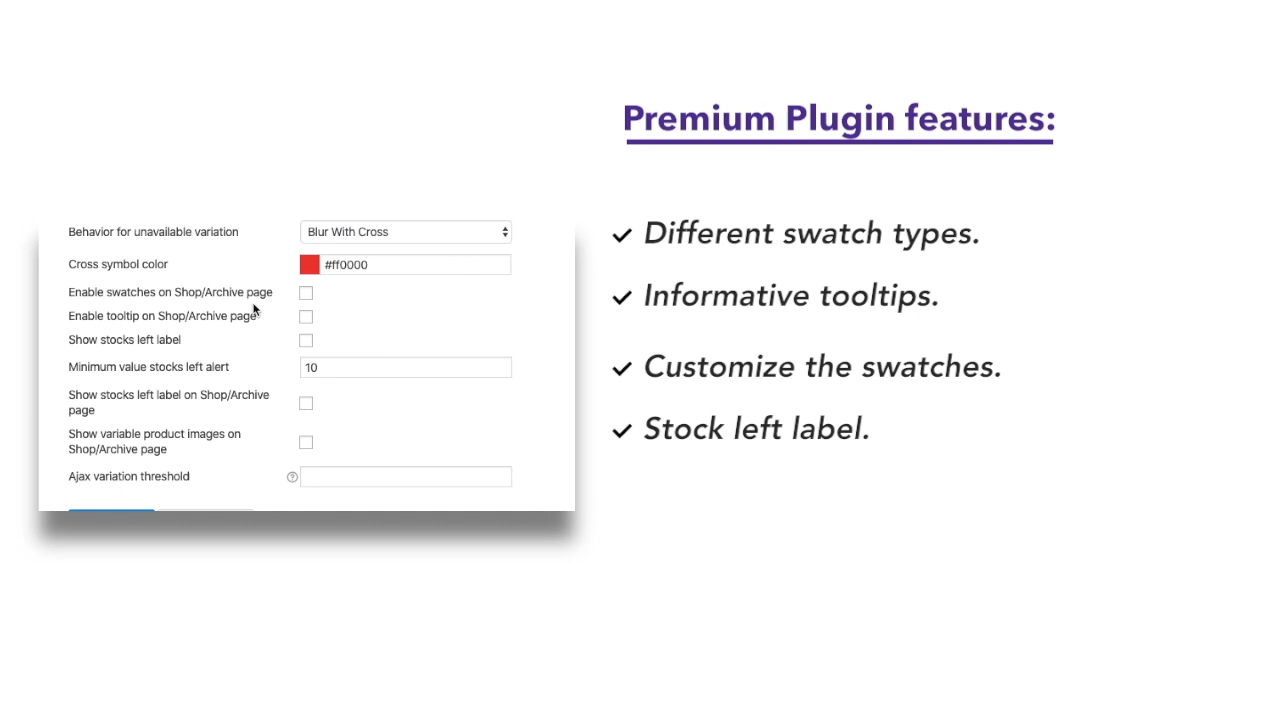 Premium Plugin features:
Behavior for unavailable variation
Blur With Cross
Cross symbol color
#ff0000
Enable swatches on Shop/Archive page
Enable tooltip on Shop/Archive page
Show stocks left label
Minimum value stocks left alert
10
Show stocks left label on Shop/Archive
page
Show variable product images on
Shop/Archive page
Ajax variation threshold
?
Different swatch types.
Informative tooltips.
Customize the swatches.
Stock left label.